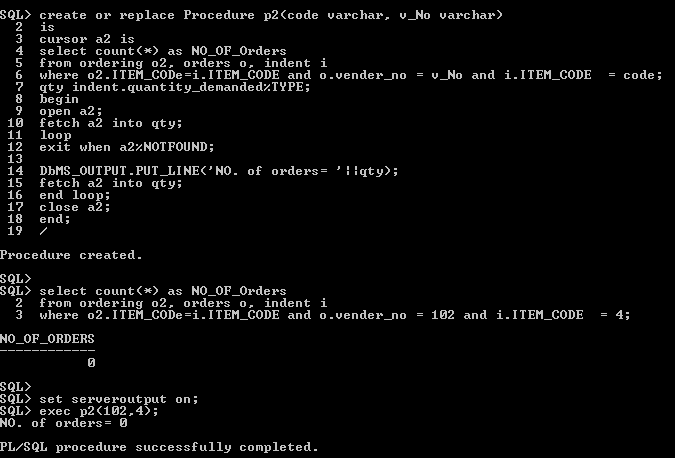 SQL> create or replace Procedure p2(code varchar, v_No varchar)
2 is
3 cursor a2 is
4 select count(*) as NO_OF_Orders
5 from ordering o2, orders o, indent i
6 where o2.ITEM_CODe=i.ITEM_CODE and o.vender_no = v_No and i.ITEM_CODE  = code;
7 qty indent.quantity_demanded%TYPE;
8 begin
9 open a2;
10 fetch a2 into qty;
11 loop
12 exit when a2%NOTFOUND;
13
14 DbMS_OUTPUT.PUT_LINE('NO. of orders= '||qty);
15 fetch a2 into qty;
16 end loop;
17 close a2;
18 end;
19 /
Procedure created.
SQL>
SQL> select count(*) as NO_OF_Orders
2 from ordering o2, orders o, indent i
3 where o2.ITEM_CODe=i.ITEM_CODE and o.vender_no = 102 and i.ITEM_CODE  = 4;
NO_OF_ORDERS
------------
0
SQL>
SQL> set serveroutput on;
SQL> exec p2(102,4);
NO. of orders= 0
PL/SQL procedure successfully completed.